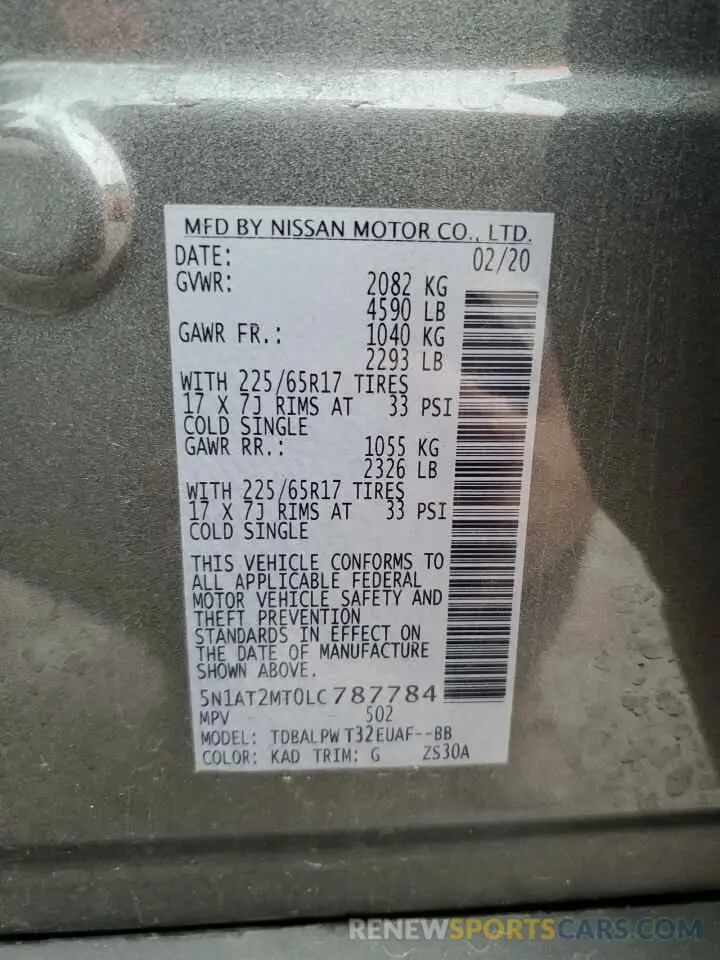 MFD BY NISSAN MOTOR CO., LTD.
DATE: 02/20
GVWR: 2082 KG
4590 LB
GAWR FR.: 1040 KG
2293 LB
WITH 225/65R17 TIRES
17 X 7J RIMS AT 33 PSI
COLD SINGLE
GAWR RR.: 1055 KG
2326 LB
WITH 225/65R17 TIRES
17 X 7J RIMS AT 33 PSI
COLD SINGLE
THIS VEHICLE CONFORMS TO
ALL APPLICABLE FEDERAL
MOTOR VEHICLE SAFETY AND
THEFT PREVENTION
STANDARDS IN EFFECT ON
THE DATE OF MANUFACTURE
SHOWN ABOVE.
5N1AT2MT0LC787784
MPV 502
MODEL: TDBALPW T32EUAF--BB
COLOR: KAD TRIM: G ZS30A
RENEWSPORTSCARS.COM